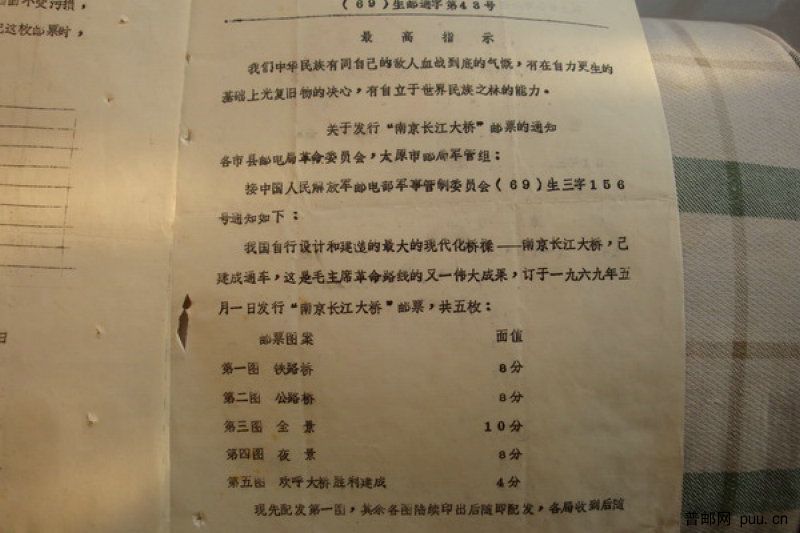 面不受污损，
这枚邮票时，
(69)生邮通字第43号
最高指示
我们中华民族有同自己的敌人血战到底的气慨，有在自力更生的
基础上光复旧物的决心，有自立于世界民族之林的能力。
关于发行“南京长江大桥”邮票的通知
各市县邮电局革命委员会，太原市邮局军管组：
按中国人民解放军邮电部军事管制委员会(69)生三字156
号通知如下：
我国自行设计和建造的最大的现代化桥樑——南京长江大桥，已
建成通车，这是毛主席革命路线的又一伟大成果，订于一九六九年五
月一日发行“南京长江大桥”邮票，共五枚：
邮票图案 面值
第一图 铁路桥 8分
第二图 公路桥 8分
第三图 全景 10分
第四图 夜景 8分
第五图 欢呼大桥胜利建成 4分
现先配发第一图，其余各图陆续印出后随即配发，各局收到后随
日
普邮网 puu.cn